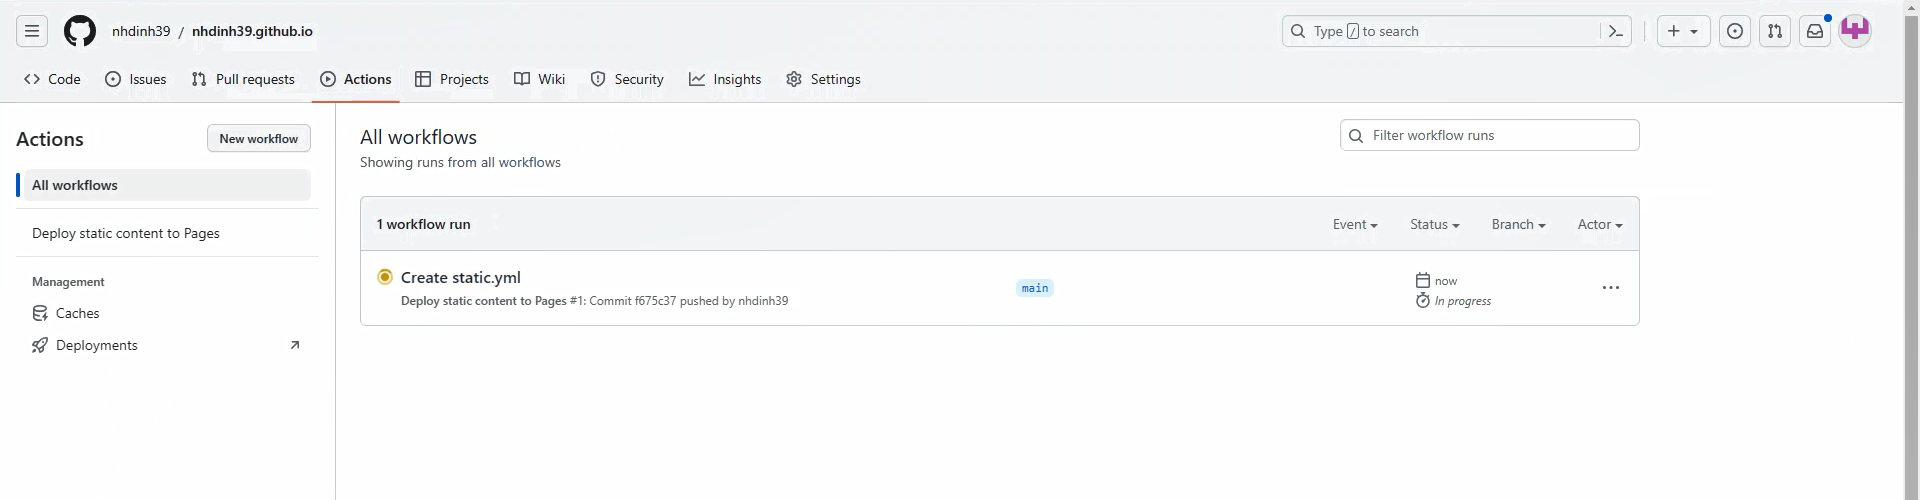 nhdinh39 / nhdinh39.github.io
Type / to search
Code Issues Pull requests Actions Projects Wiki Security Insights Settings
Actions
New workflow
All workflows
Deploy static content to Pages
Management
Caches
Deployments
All workflows
Showing runs from all workflows
Filter workflow runs
1 workflow run
Event Status Branch Actor
Create static.yml
Deploy static content to Pages #1: Commit f675c37 pushed by nhdinh39
main
now
In progress